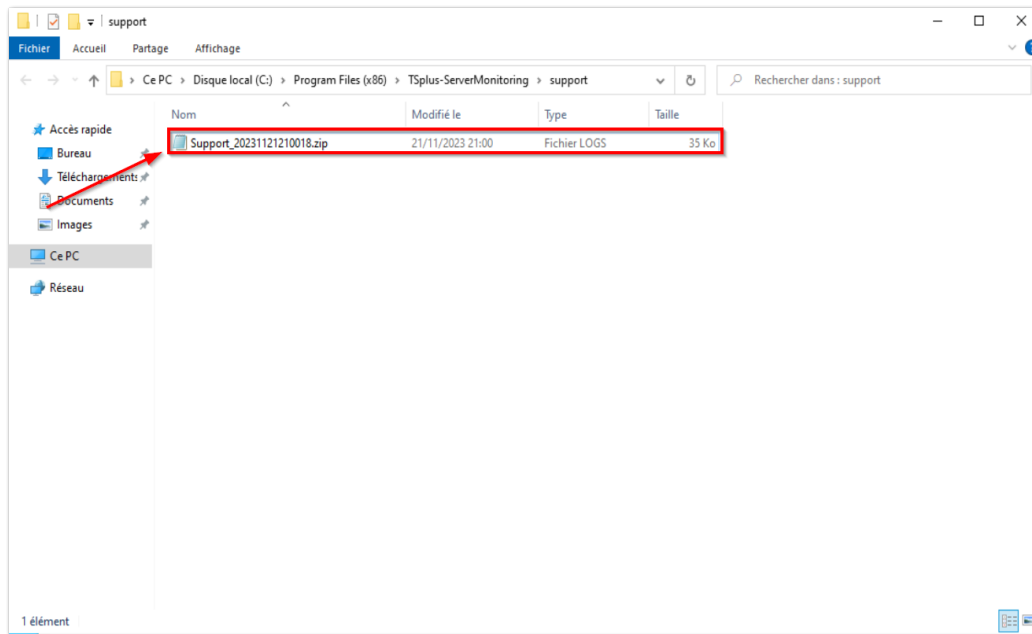 support
Fichier Accueil Partage Affichage
Ce PC > Disque local (C:) > Program Files (x86) > TSplus-ServerMonitoring > support Rechercher dans : support
Nom Modifié le Type Taille
Accès rapide
Support_20231121210018.zip 21/11/2023 21:00 Fichier LOGS 35 Ko
Bureau
Téléchargements
Documents
Images
Ce PC
Réseau
1 élément